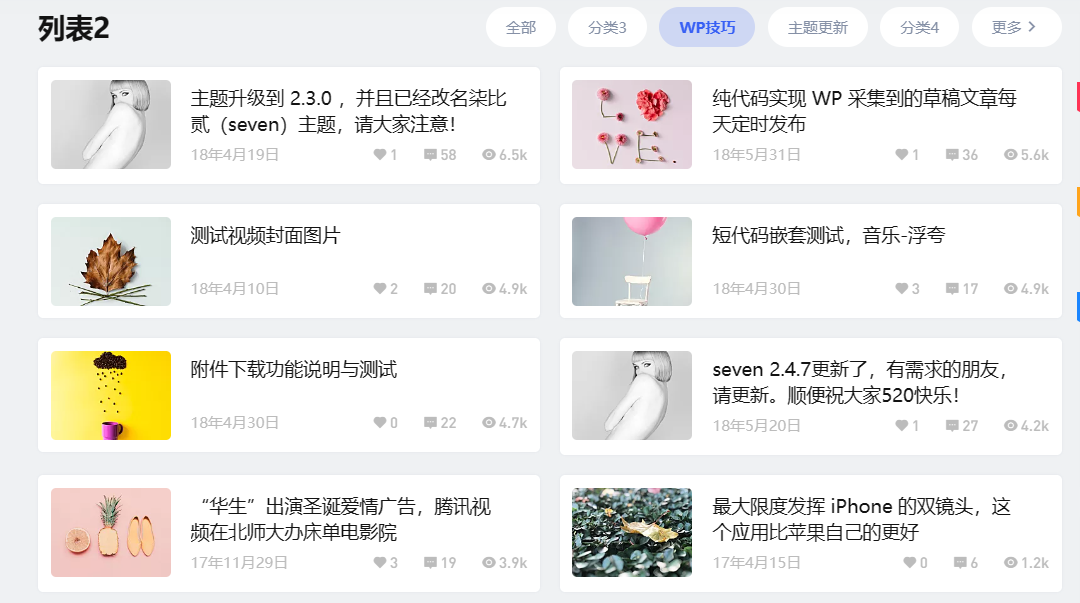 列表2
全部
分类3
WP技巧
主题更新
分类4
更多
主题升级到 2.3.0 ，并且已经改名柒比
贰（seven）主题，请大家注意！
18年4月19日
1
58
6.5k
纯代码实现 WP 采集到的草稿文章每
天定时发布
18年5月31日
1
36
5.6k
测试视频封面图片
18年4月10日
2
20
4.9k
短代码嵌套测试，音乐-浮夸
18年4月30日
3
17
4.9k
附件下载功能说明与测试
18年4月30日
0
22
4.7k
seven 2.4.7更新了，有需求的朋友，
请更新。顺便祝大家520快乐！
18年5月20日
1
27
4.2k
“华生”出演圣诞爱情广告，腾讯视
频在北师大办床单电影院
17年11月29日
3
19
3.9k
最大限度发挥 iPhone 的双镜头，这
个应用比苹果自己的更好
17年4月15日
0
6
1.2k